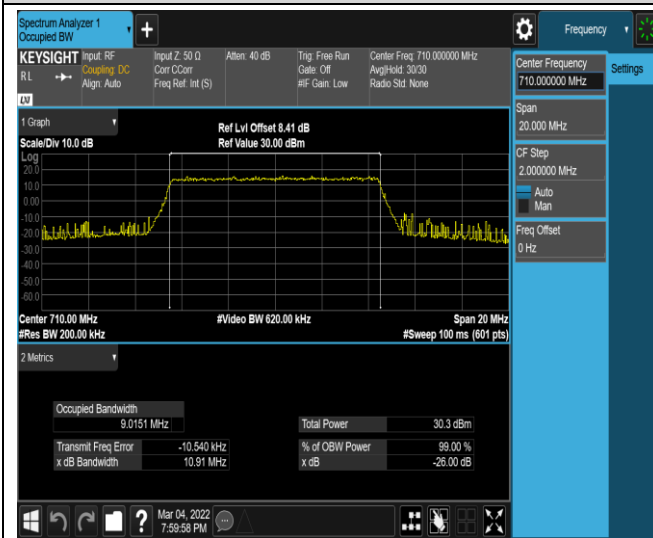 Spectrum Analyzer 1
Occupied BW
Frequency
KEYSIGHT
Input: RF
Input Z: 50 Ω
Atten: 40 dB
Trig: Free Run
Center Freq: 710.000000 MHz
R L
Coupling: DC
Corr CCorr
Gate: Off
Avg|Hold: 30/30
Align: Auto
Freq Ref: Int (S)
#IF Gain: Low
Radio Std: None
LXI
Center Frequency
710.000000 MHz
Settings
Span
20.000 MHz
CF Step
2.000000 MHz
Auto
Man
Freq Offset
0 Hz
1 Graph
Ref Lvl Offset 8.41 dB
Scale/Div 10.0 dB
Ref Value 30.00 dBm
Log
20.0
10.0
0.00
-10.0
-20.0
-30.0
-40.0
-50.0
-60.0
Center 710.00 MHz
#Video BW 620.00 kHz
Span 20 MHz
#Res BW 200.00 kHz
#Sweep 100 ms (601 pts)
2 Metrics
Occupied Bandwidth
9.0151 MHz
Total Power
30.3 dBm
Transmit Freq Error
-10.540 kHz
% of OBW Power
99.00 %
x dB Bandwidth
10.91 MHz
x dB
-26.00 dB
?
Mar 04, 2022
7:59:58 PM